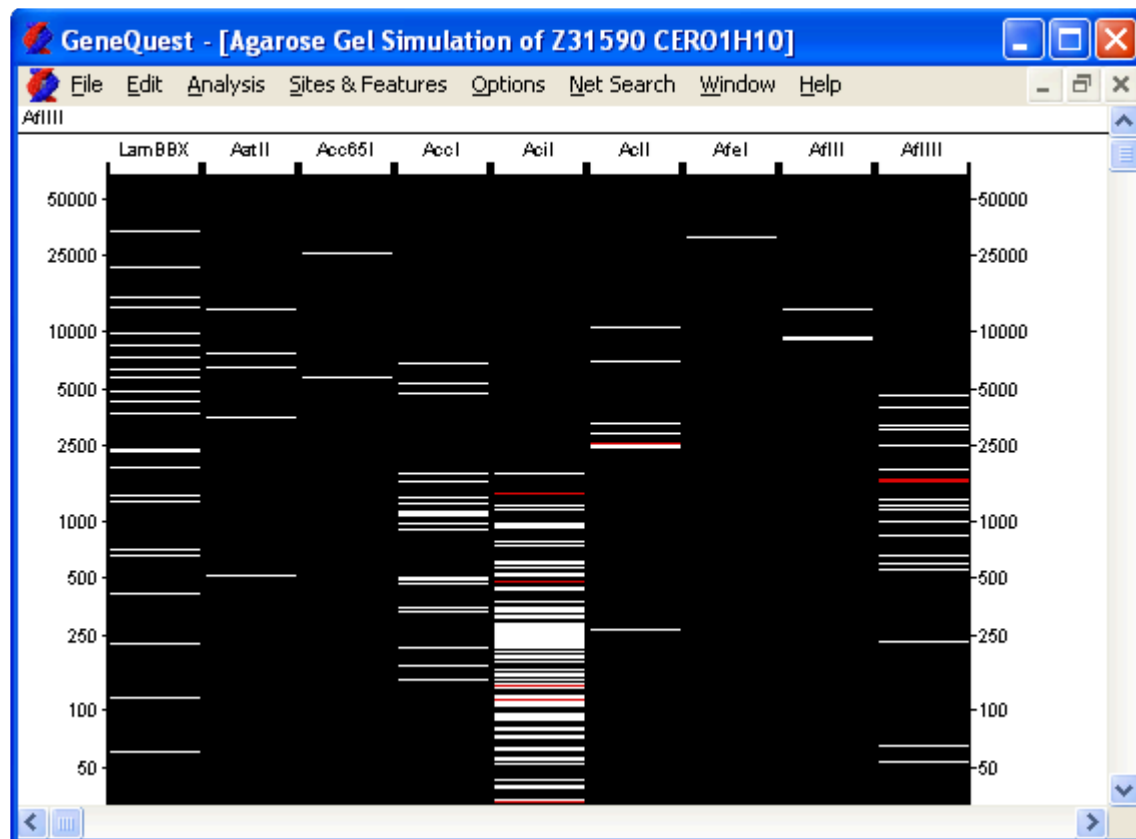 GeneQuest - [Agarose Gel Simulation of Z31590 CERO1H10]
File Edit Analysis Sites & Features Options Net Search Window Help
AflIII
LamBBX AatII Acc65I AccI AciI AclI AfeI AflII AflIII
50000 50000
25000 25000
10000 10000
5000 5000
2500 2500
1000 1000
500 500
250 250
100 100
50 50